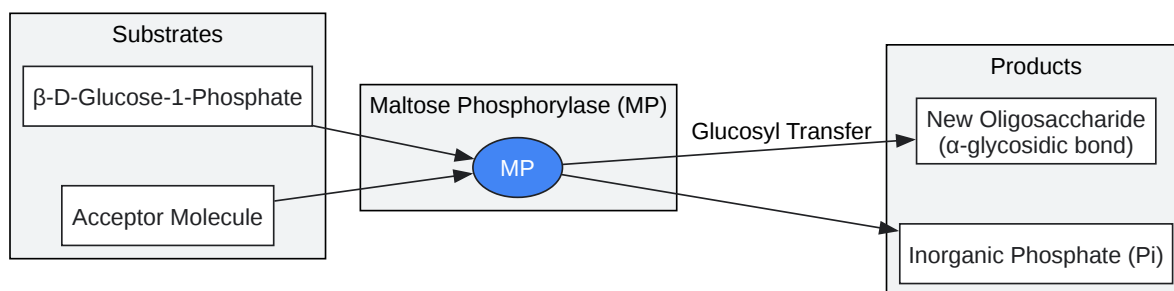 Substrates
β-D-Glucose-1-Phosphate
Acceptor Molecule
Maltose Phosphorylase (MP)
MP
Glucosyl Transfer
Products
New Oligosaccharide
(α-glycosidic bond)
Inorganic Phosphate (Pi)